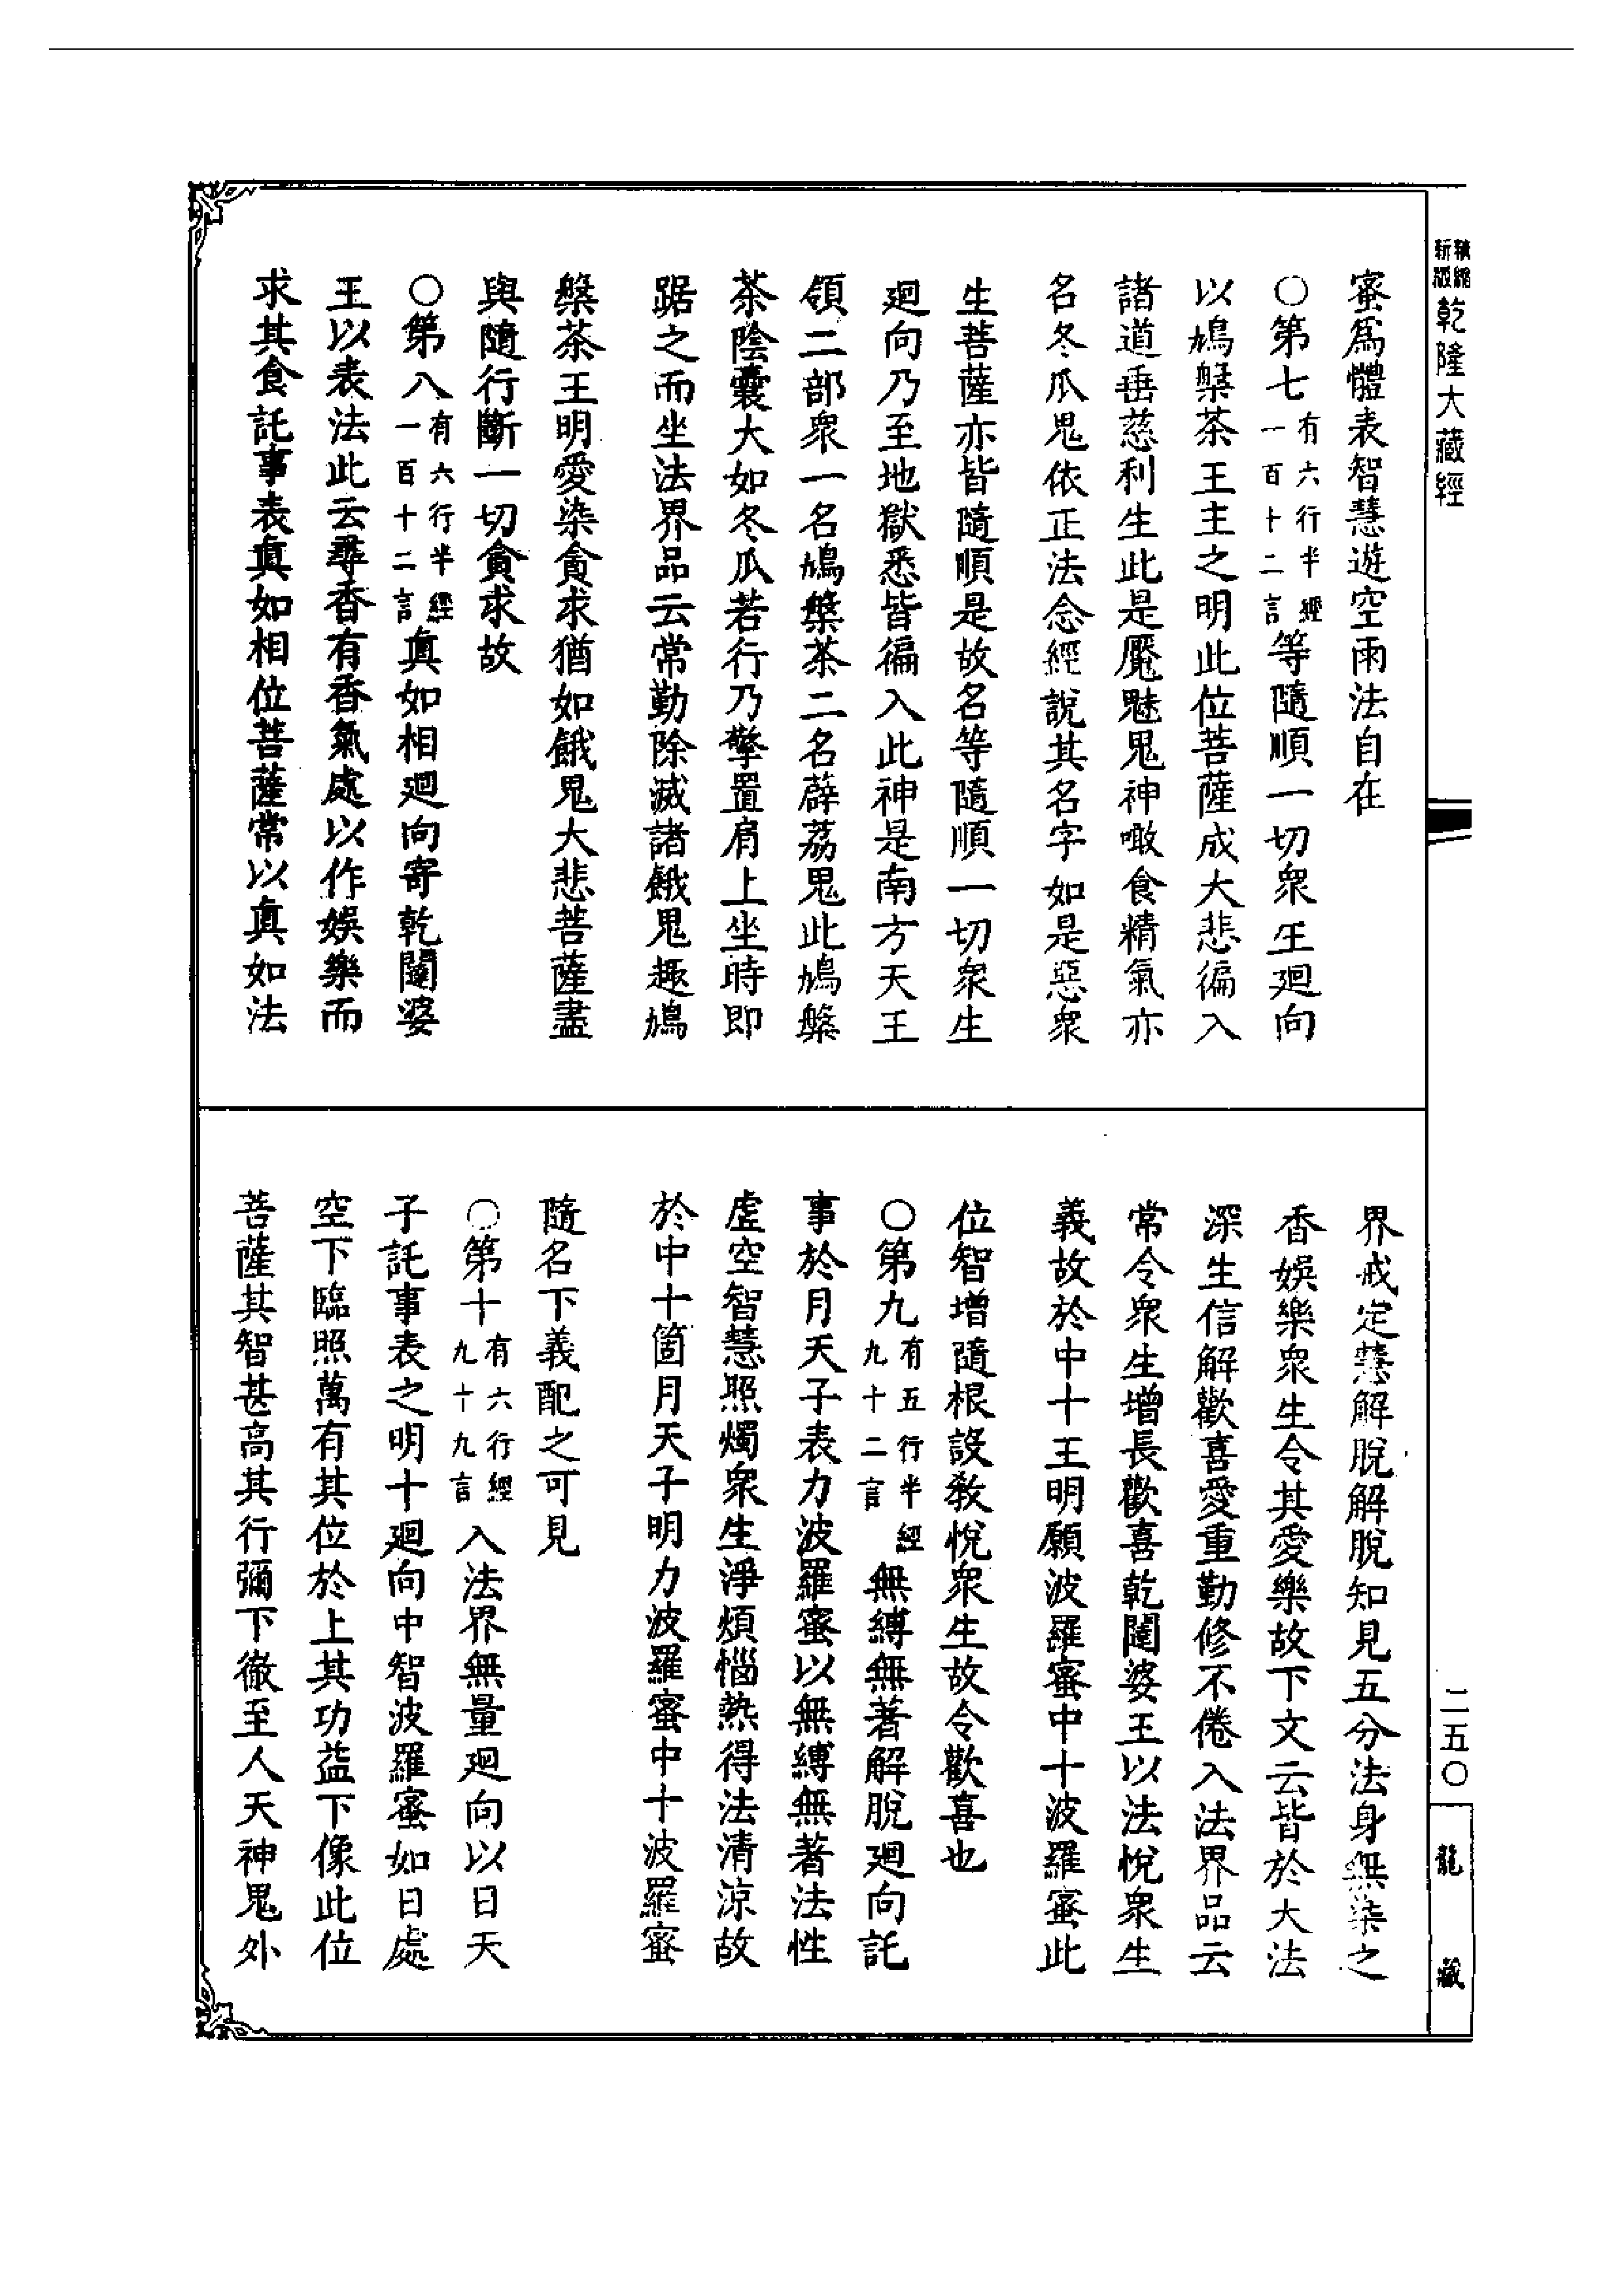 新版
精縮
乾隆大藏經
蜜爲體表智慧遊空雨法自在
○第七有六行半經一百十二言等隨順一切衆生廻向
以鳩槃茶王主之明此位菩薩成大悲徧入
諸道垂慈利生此是魘魅鬼神噉食精氣亦
名冬瓜鬼依正法念經說其名字如是惡衆
生菩薩亦皆隨順是故名等隨順一切衆生
廻向乃至地獄悉皆徧入此神是南方天王
領二部衆一名鳩槃茶二名薜荔鬼此鳩槃
茶陰囊大如冬瓜若行乃擎置肩上坐時即
踞之而坐法界品云常勤除滅諸餓鬼趣鳩
槃茶王明愛染貪求猶如餓鬼大悲菩薩盡
與隨行斷一切貪求故
○第八有六行半經一百十二言眞如相廻向寄乾闥婆
王以表法此云尋香有香氣處以作娛樂而
求其食託事表眞如相位菩薩常以眞如法
界戒定慧解脫解脫知見五分法身無染之
香娛樂衆生令其愛樂故下文云皆於大法
深生信解歡喜愛重勤修不倦入法界品云
常令衆生增長歡喜乾闥婆王以法悅衆生
義故於中十王明願波羅蜜中十波羅蜜此
位智增隨根設敎悅衆生故令歡喜也
○第九有五行半經九十二言無縛無著解脫廻向託
事於月天子表力波羅蜜以無縛無著法性
虛空智慧照燭衆生淨煩惱熱得法清涼故
於中十箇月天子明力波羅蜜中十波羅蜜
隨名下義配之可見
○第十有六行經九十九言入法界無量廻向以日天
子託事表之明十廻向中智波羅蜜如日處
空下臨照萬有其位於上其功益下像此位
菩薩其智甚高其行彌下徹至人天神鬼外
二五〇
龍藏